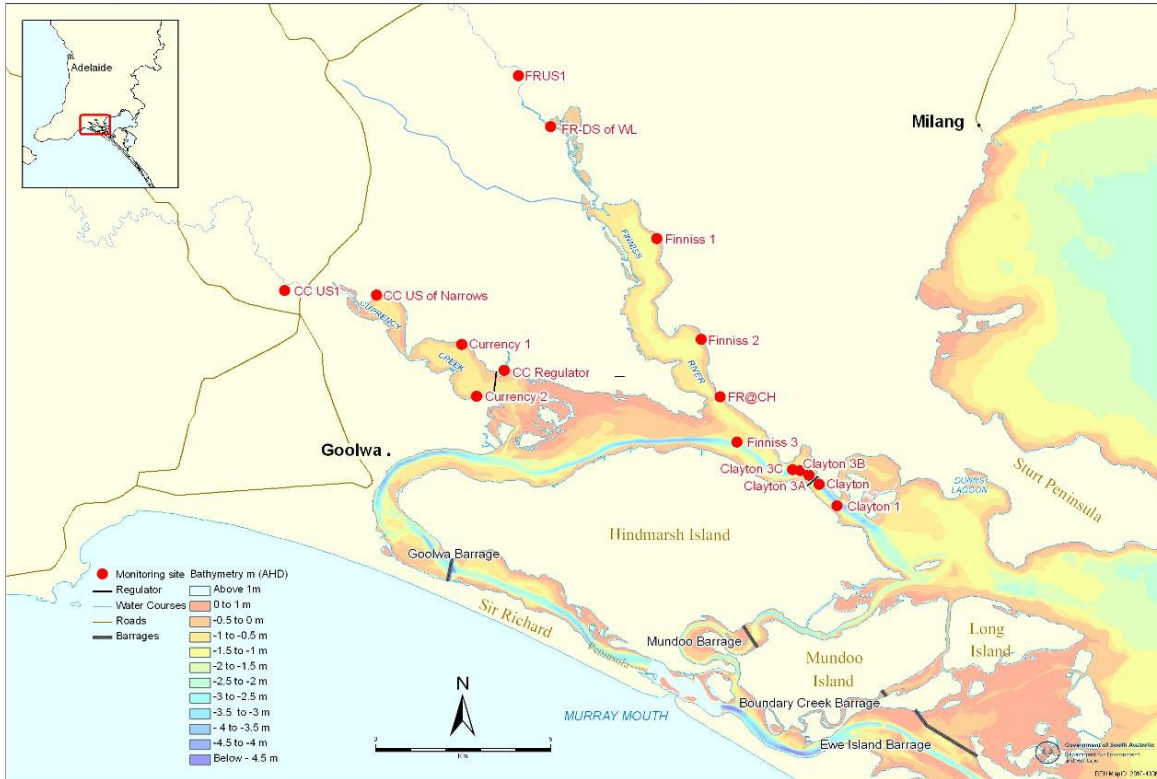 Adelaide
FRUS1
FR-DS of WL
Milang
FINNISS
Finniss 1
CC US1
CC US of Narrows
CURRENCY
CREEK
Currency 1
CC Regulator
Currency 2
Finniss 2
RIVER
FR@CH
Goolwa
Finniss 3
Clayton 3C
Clayton 3B
Clayton 3A
Clayton
Clayton 1
DUNNS
LAGOON
Sturt Peninsula
Hindmarsh Island
Goolwa Barrage
Sir Richard
Peninsula
Mundoo Barrage
Mundoo
Island
Long
Island
Boundary Creek Barrage
Ewe Island Barrage
MURRAY MOUTH
N
0
5
Km
Monitoring site
Regulator
Water Courses
Roads
Barrages
Bathymetry m (AHD)
Above 1m
0 to 1 m
-0.5 to 0 m
-1 to -0.5 m
-1.5 to -1 m
-2 to -1.5 m
-2.5 to -2 m
-3 to -2.5 m
-3.5 to -3 m
-4 to -3.5 m
-4.5 to -4 m
Below - 4.5 m
Government of South Australia
Department for Environment
and Heritage